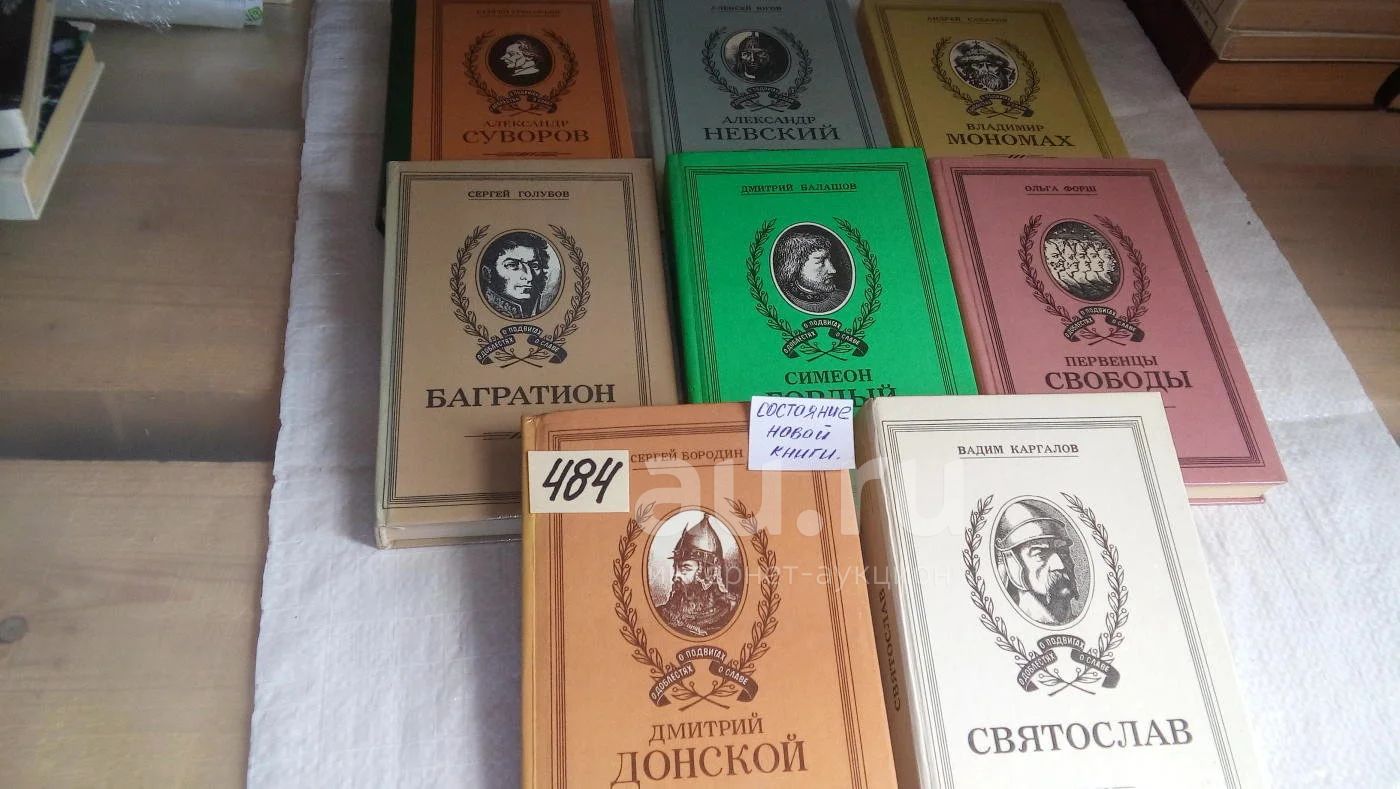 АЛЕКСАНДР
СУВОРОВ
АЛЕКСЕЙ ЮГОВ
АЛЕКСАНДР
НЕВСКИЙ
ВЛАДИМИР
МОНОМАХ
СЕРГЕЙ ГОЛУБОВ
О ПОДВИГАХ
О ДОБЛЕСТЯХ О СЛАВЕ
БАГРАТИОН
ДМИТРИЙ БАЛАШОВ
О ПОДВИГАХ
О ДОБЛЕСТЯХ О СЛАВЕ
СИМЕОН
ГОРДЫЙ
ОЛЬГА ФОРШ
О ПОДВИГАХ
О ДОБЛЕСТЯХ О СЛАВЕ
ПЕРВЕНЦЫ
СВОБОДЫ
484
СЕРГЕЙ БОРОДИН
О ПОДВИГАХ
О ДОБЛЕСТЯХ О СЛАВЕ
ДМИТРИЙ
ДОНСКОЙ
СОСТОЯНИЕ
НОВОЙ
КНИГИ.
ВАДИМ КАРГАЛОВ
О ПОДВИГАХ
О ДОБЛЕСТЯХ О СЛАВЕ
СВЯТОСЛАВ
СВЯТОСЛАВ
au.ru
интернет-аукцион